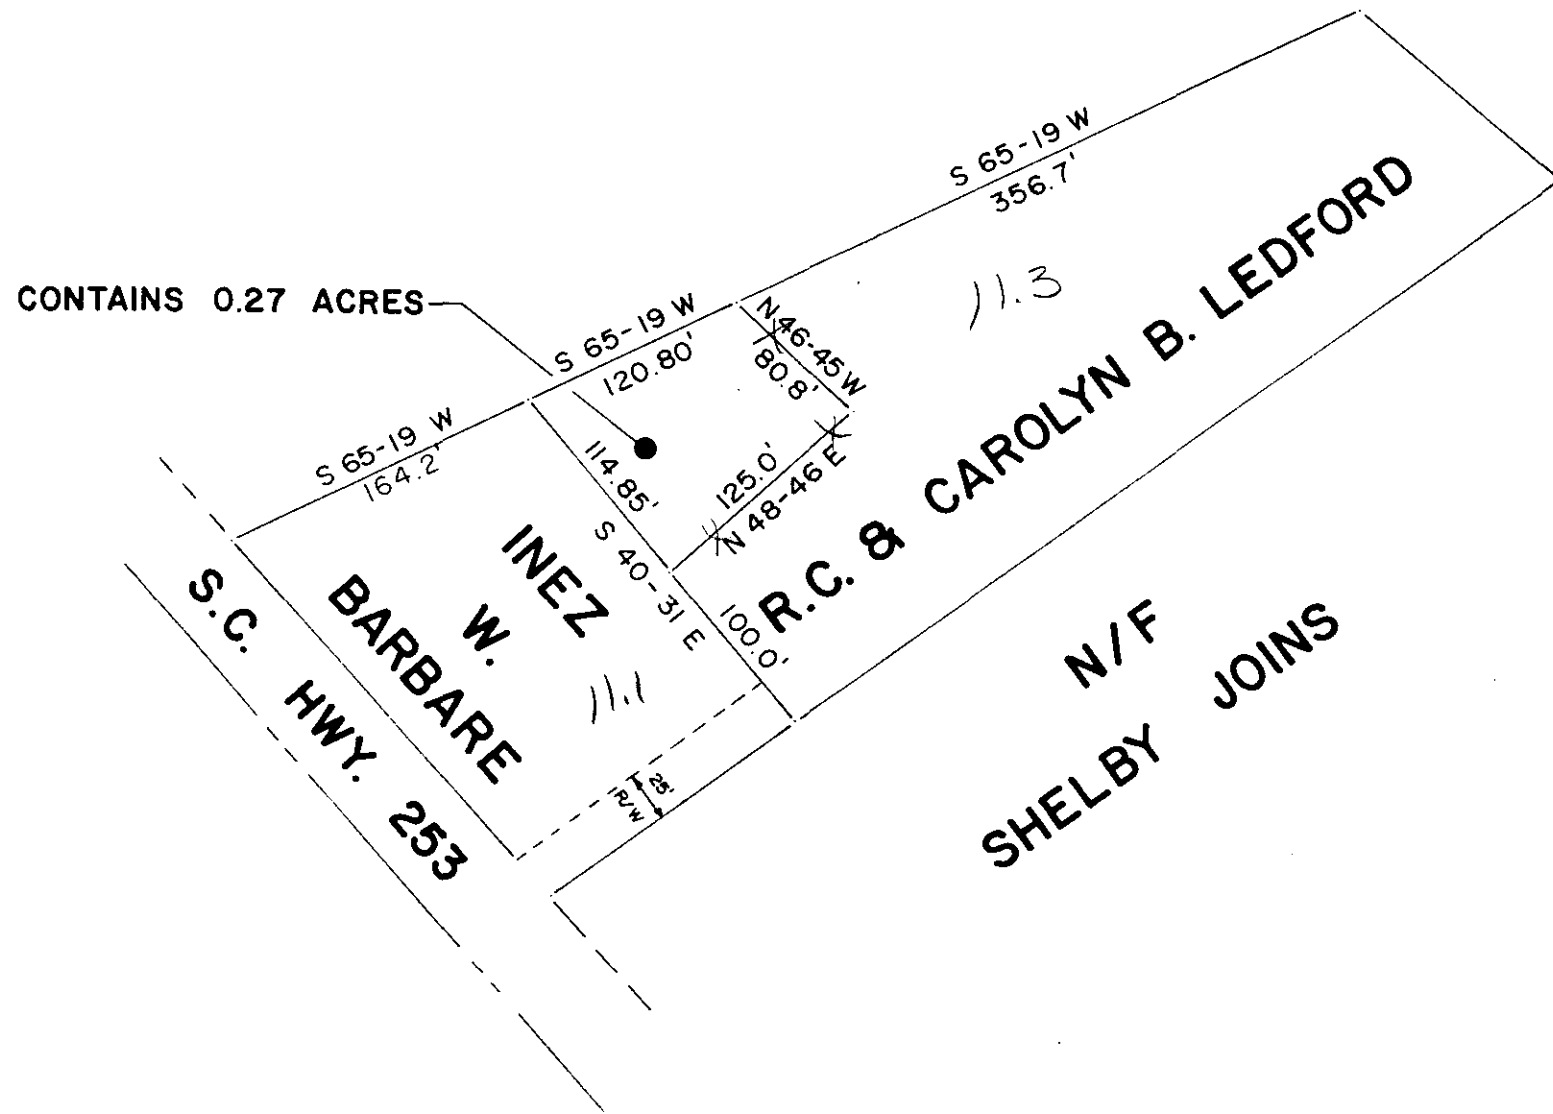 S 65-19 W
356.7'
11.3
CONTAINS 0.27 ACRES
S 65-19 W
120.80'
N 46-45 W
80.8'
S 65-19 W
164.2'
114.85'
S 40-31 E
100.0'
125.0'
N 48-46 E
R.C. & CAROLYN B. LEDFORD
INEZ
W.
BARBARE
11.1
S.C. HWY. 253
25'
R/W
N/F
SHELBY JOINS